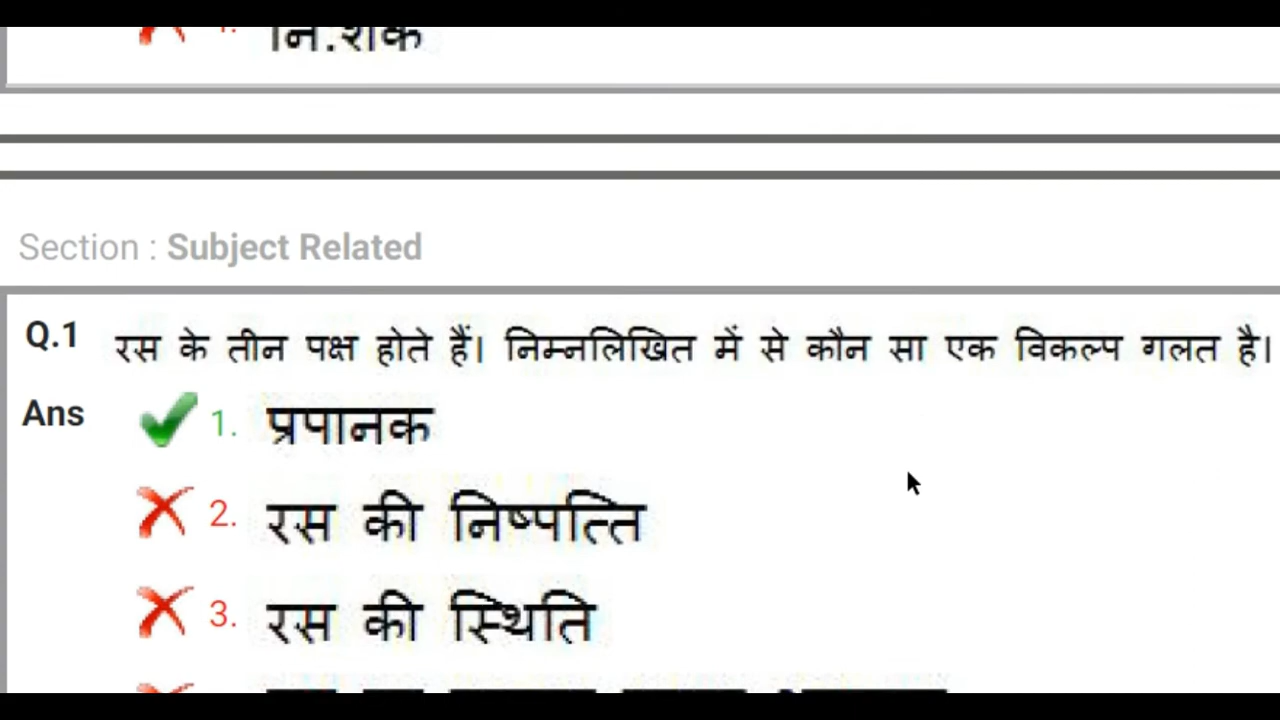 4. नि:शंक
Section : Subject Related
Q.1 रस के तीन पक्ष होते हैं। निम्नलिखित में से कौन सा एक विकल्प गलत है।
Ans 1. प्रपानक
2. रस की निष्पत्ति
3. रस की स्थिति